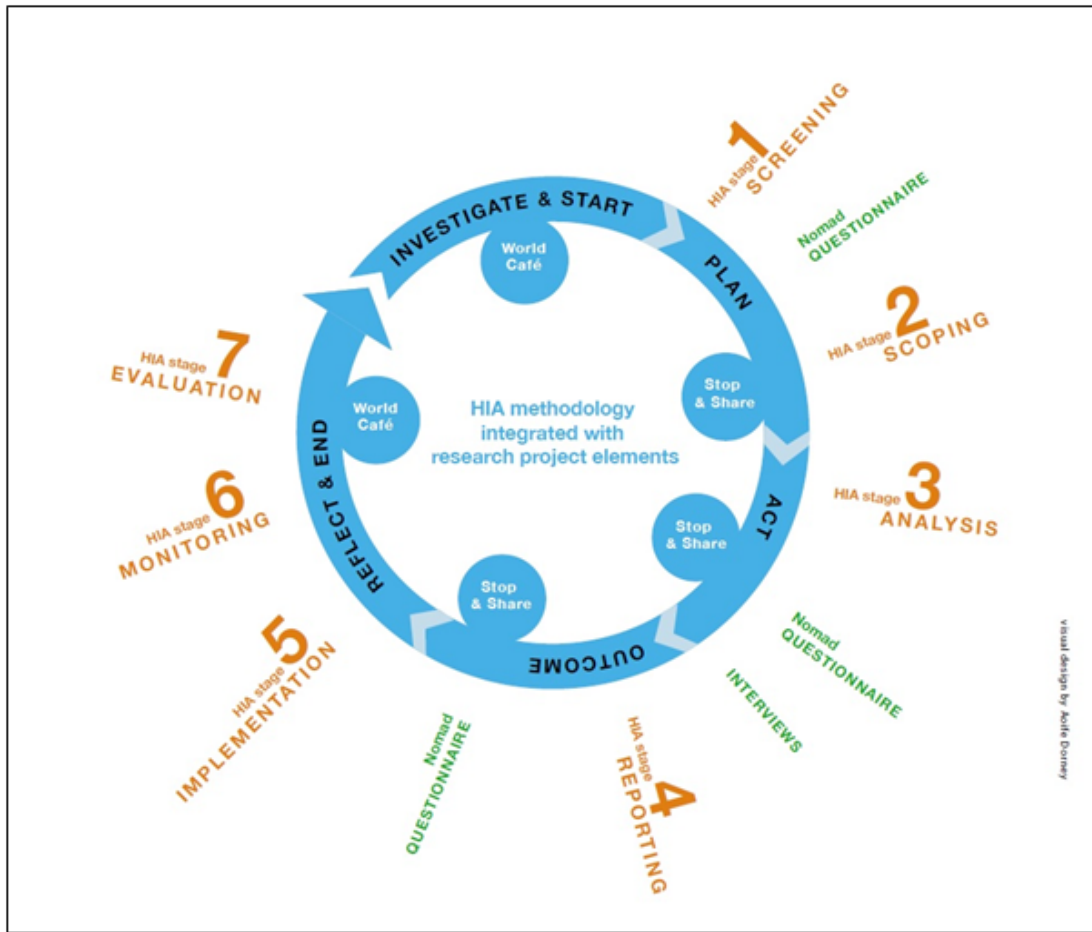 HIA stage 1
SCREENING
Nomad
QUESTIONNAIRE
HIA stage 2
SCOPING
HIA stage 3
ANALYSIS
Nomad
QUESTIONNAIRE
INTERVIEWS
HIA stage 4
REPORTING
Nomad
QUESTIONNAIRE
HIA stage 5
IMPLEMENTATION
HIA stage 6
MONITORING
HIA stage 7
EVALUATION
INVESTIGATE & START
PLAN
ACT
OUTCOME
REFLECT & END
World
Café
Stop
& Share
Stop
& Share
Stop
& Share
World
Café
HIA methodology
integrated with
research project elements
visual design by Aoife Dorney